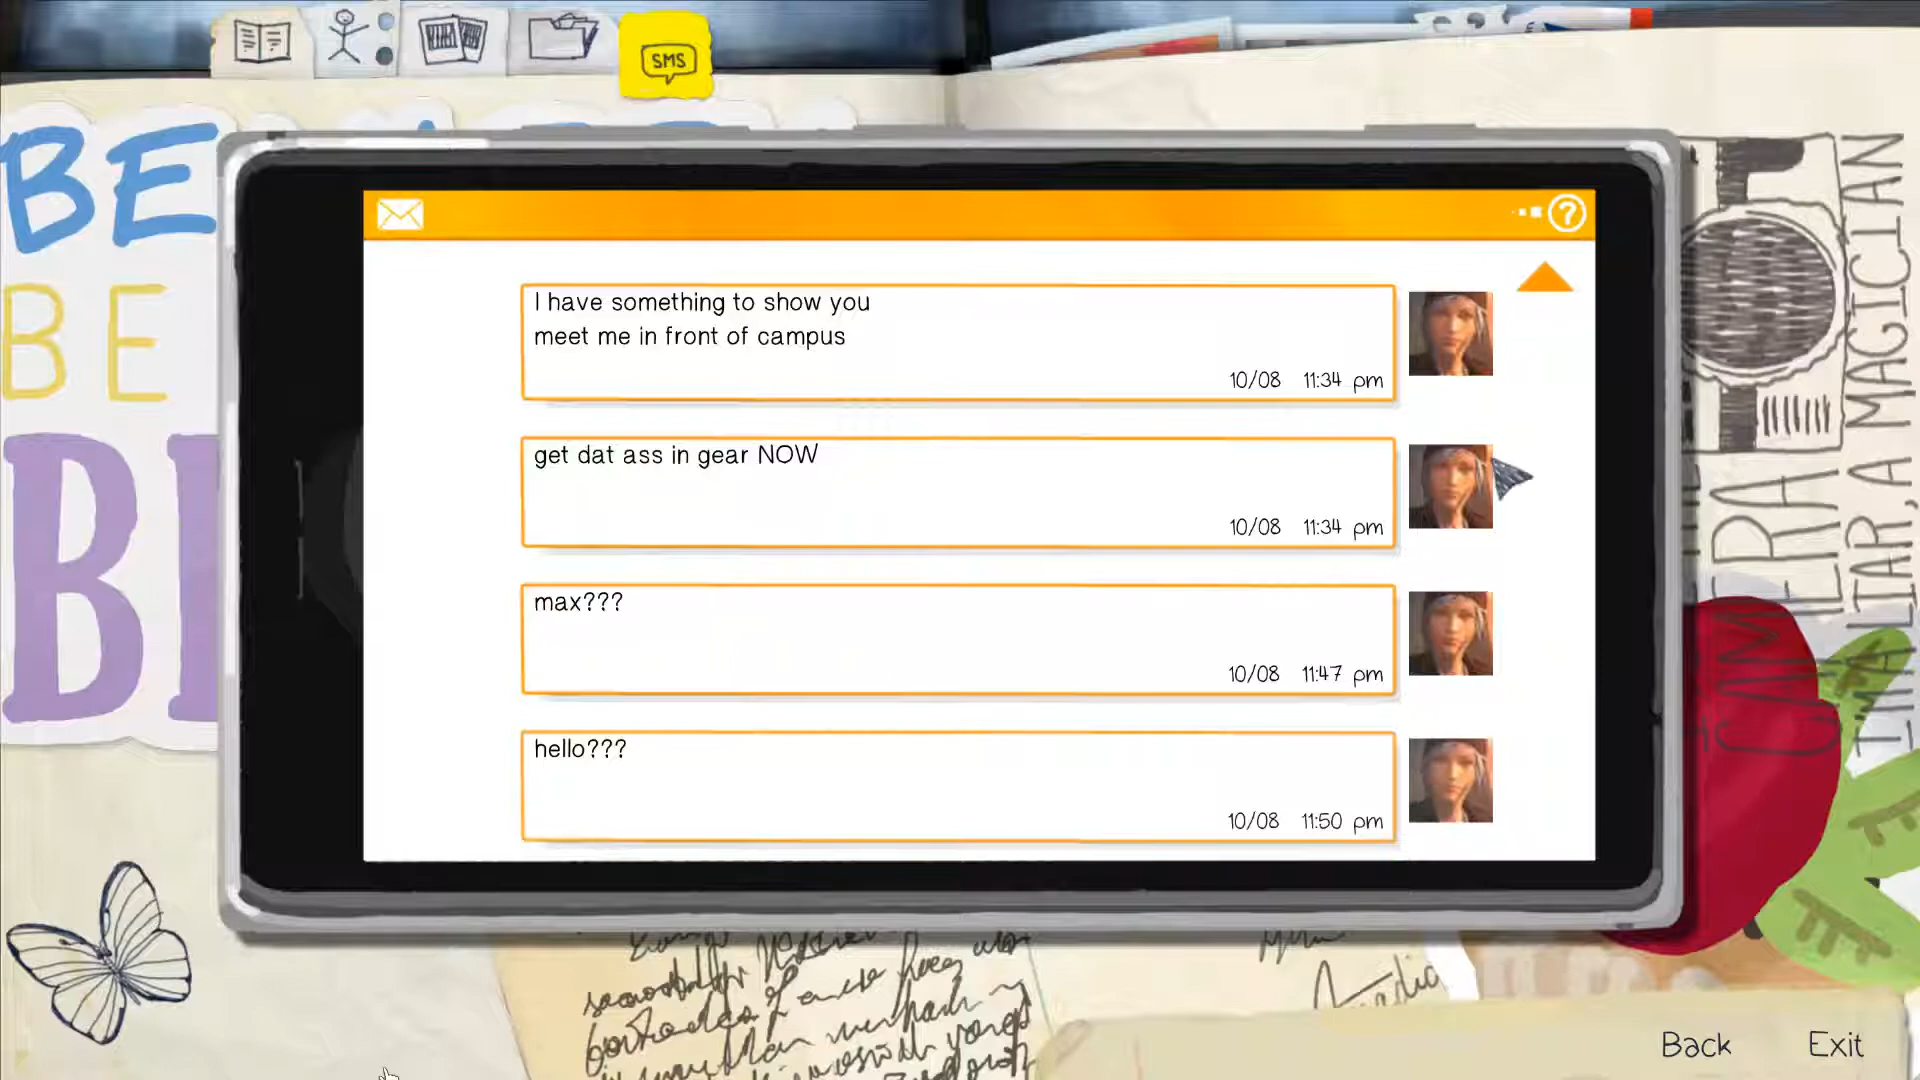 SMS
BE
BE
I have something to show you
meet me in front of campus
10/08 11:34 pm
get dat ass in gear NOW
10/08 11:34 pm
max???
10/08 11:47 pm
hello???
10/08 11:50 pm
?
CAMERA
LIAR, A MAGICIAN
Back
Exit